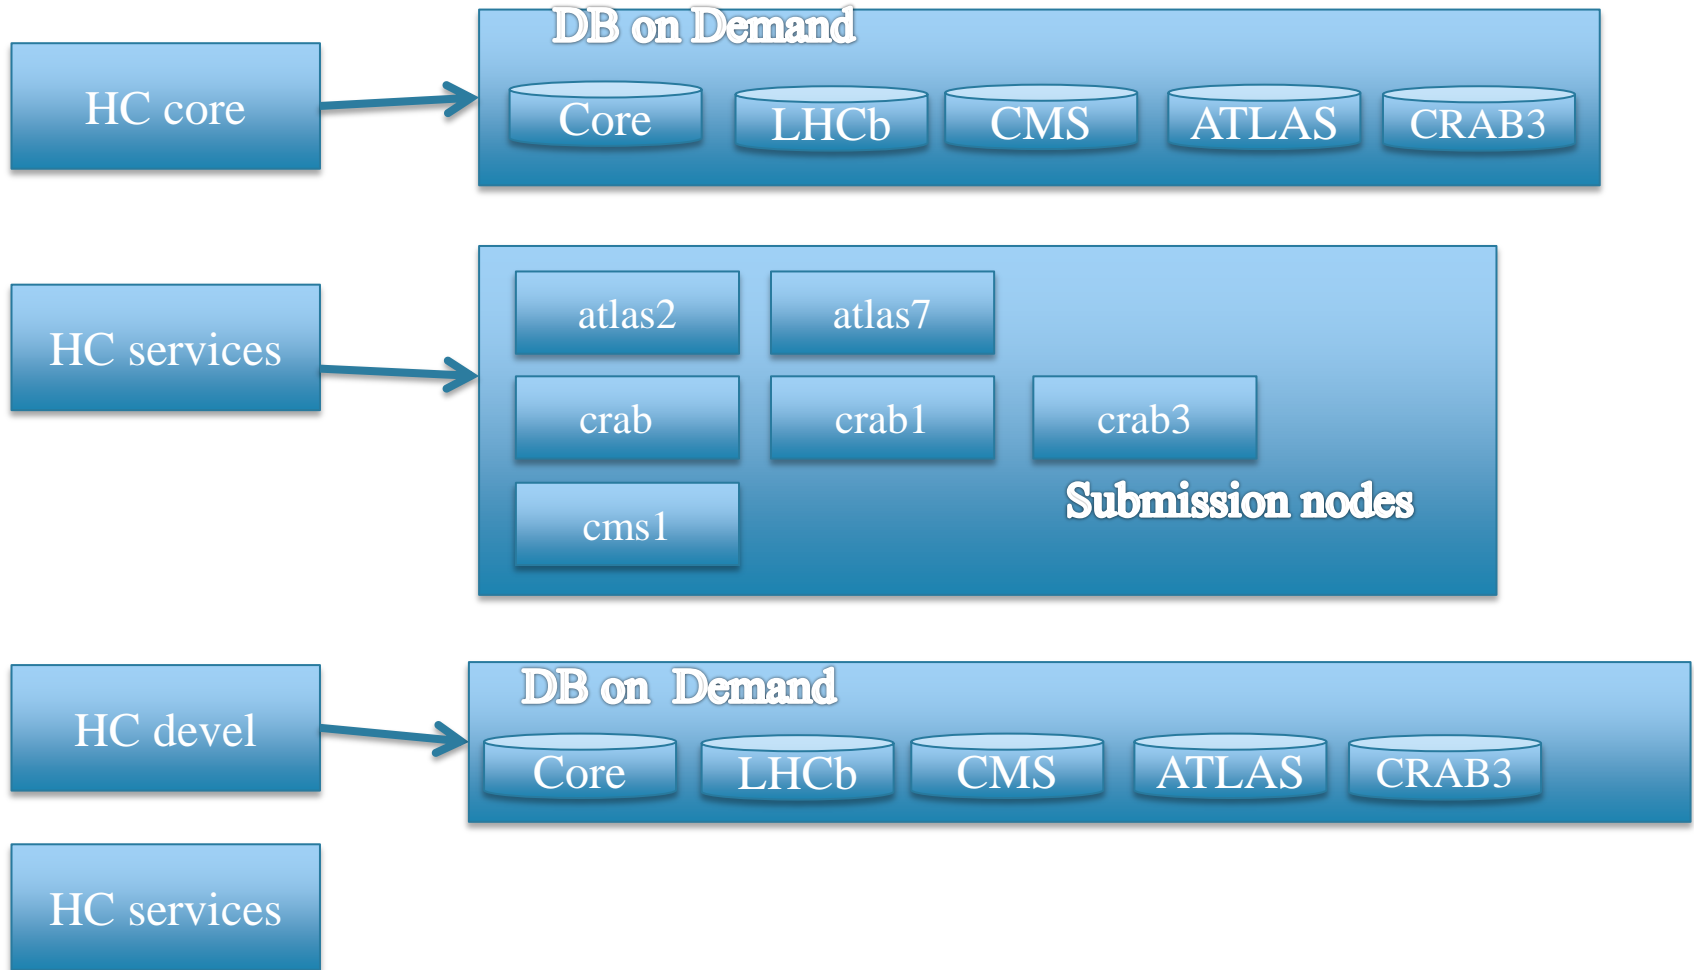 DB on Demand
HC core
Core
LHCb
CMS
ATLAS
CRAB3
HC services
atlas2
atlas7
crab
crab1
crab3
cms1
Submission nodes
HC devel
DB on Demand
Core
LHCb
CMS
ATLAS
CRAB3
HC services